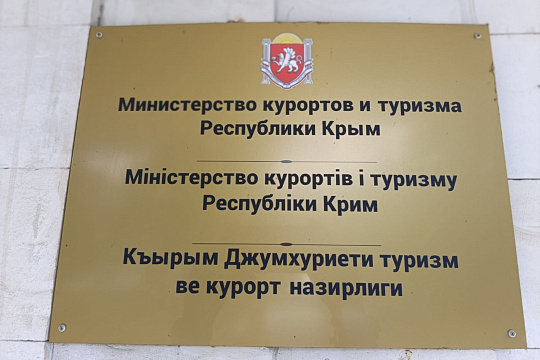 Министерство курортов и туризма
Республики Крым
Міністерство курортів і туризму
Республіки Крим
Къырым Джумхуриети туризм
ве курорт назирлиги